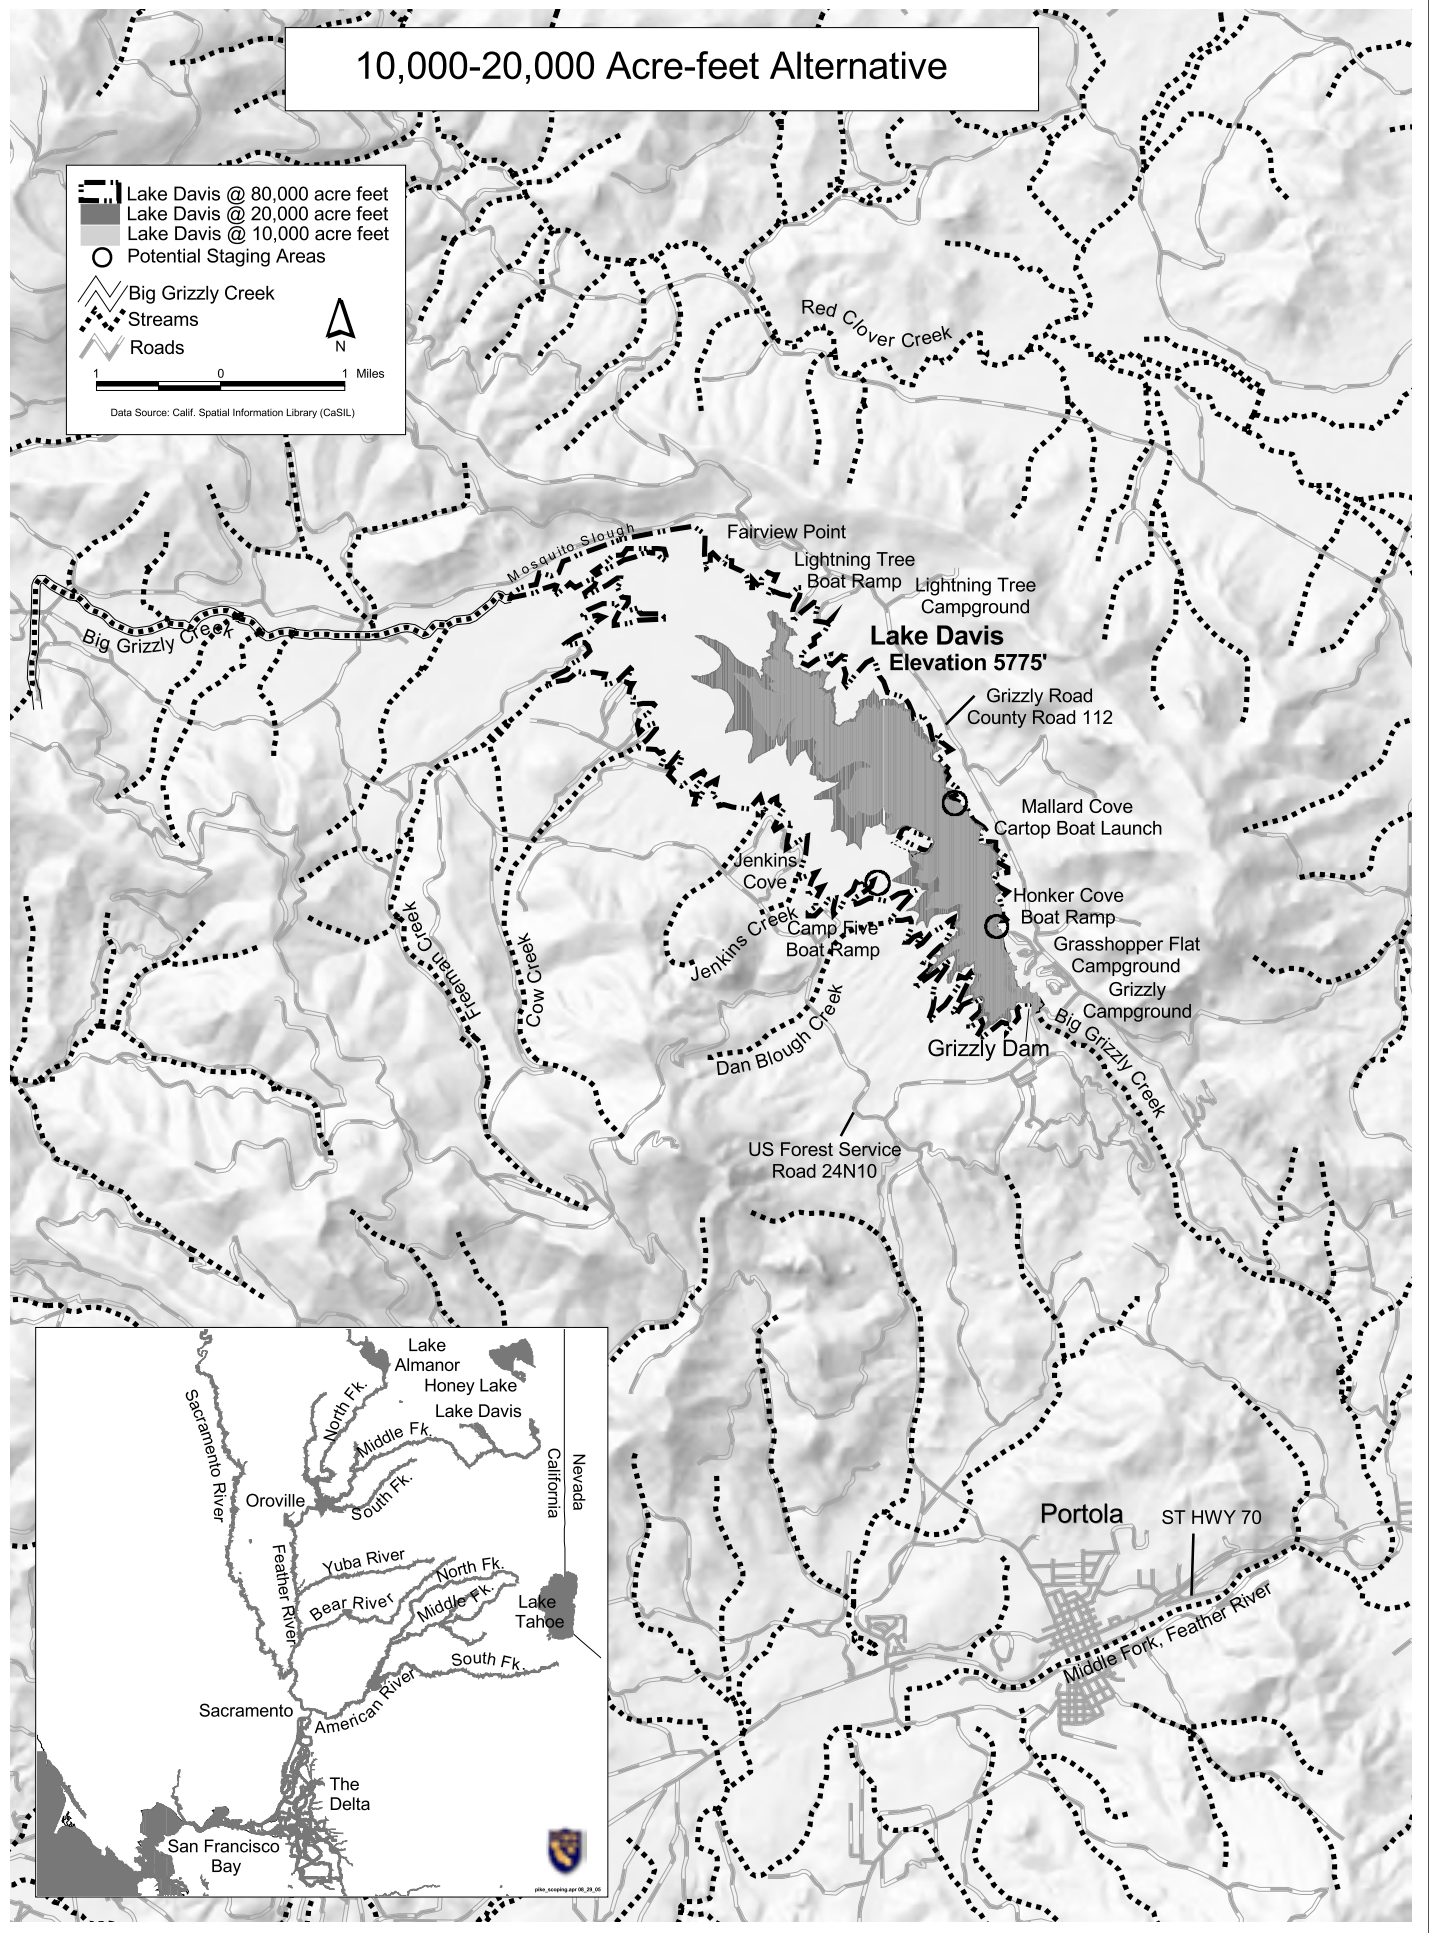 10,000-20,000 Acre-feet Alternative
Lake Davis @ 80,000 acre feet
Lake Davis @ 20,000 acre feet
Lake Davis @ 10,000 acre feet
Potential Staging Areas
Big Grizzly Creek
Streams
Roads
N
1 0 1 Miles
Data Source: Calif. Spatial Information Library (CaSIL)
Red Clover Creek
Mosquito Slough
Fairview Point
Lightning Tree
Boat Ramp
Lightning Tree
Campground
Lake Davis
Elevation 5775'
Big Grizzly Creek
Grizzly Road
County Road 112
Mallard Cove
Cartop Boat Launch
Jenkins
Cove
Honker Cove
Boat Ramp
Jenkins Creek
Camp Five
Boat Ramp
Freeman Creek
Cow Creek
Grasshopper Flat
Campground
Grizzly
Campground
Dan Blough Creek
Grizzly Dam
Big Grizzly Creek
US Forest Service
Road 24N10
Portola
ST HWY 70
Middle Fork, Feather River
Lake
Almanor
Honey Lake
Lake Davis
Sacramento River
North Fk.
Middle Fk.
South Fk.
California
Nevada
Oroville
Feather River
Yuba River
Bear River
North Fk.
Middle Fk.
Lake
Tahoe
South Fk.
American River
Sacramento
The
Delta
San Francisco
Bay
pike_scoping.apr 08_29_05